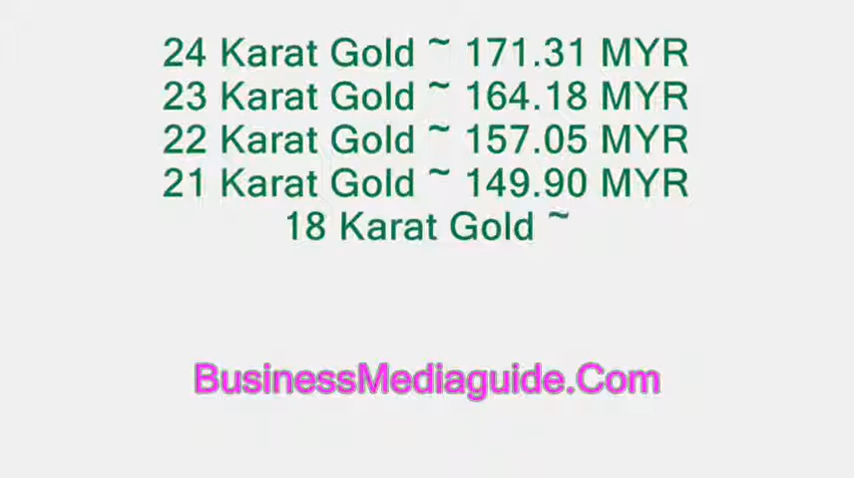 24 Karat Gold ~ 171.31 MYR
23 Karat Gold ~ 164.18 MYR
22 Karat Gold ~ 157.05 MYR
21 Karat Gold ~ 149.90 MYR
18 Karat Gold ~
BusinessMediaguide.Com